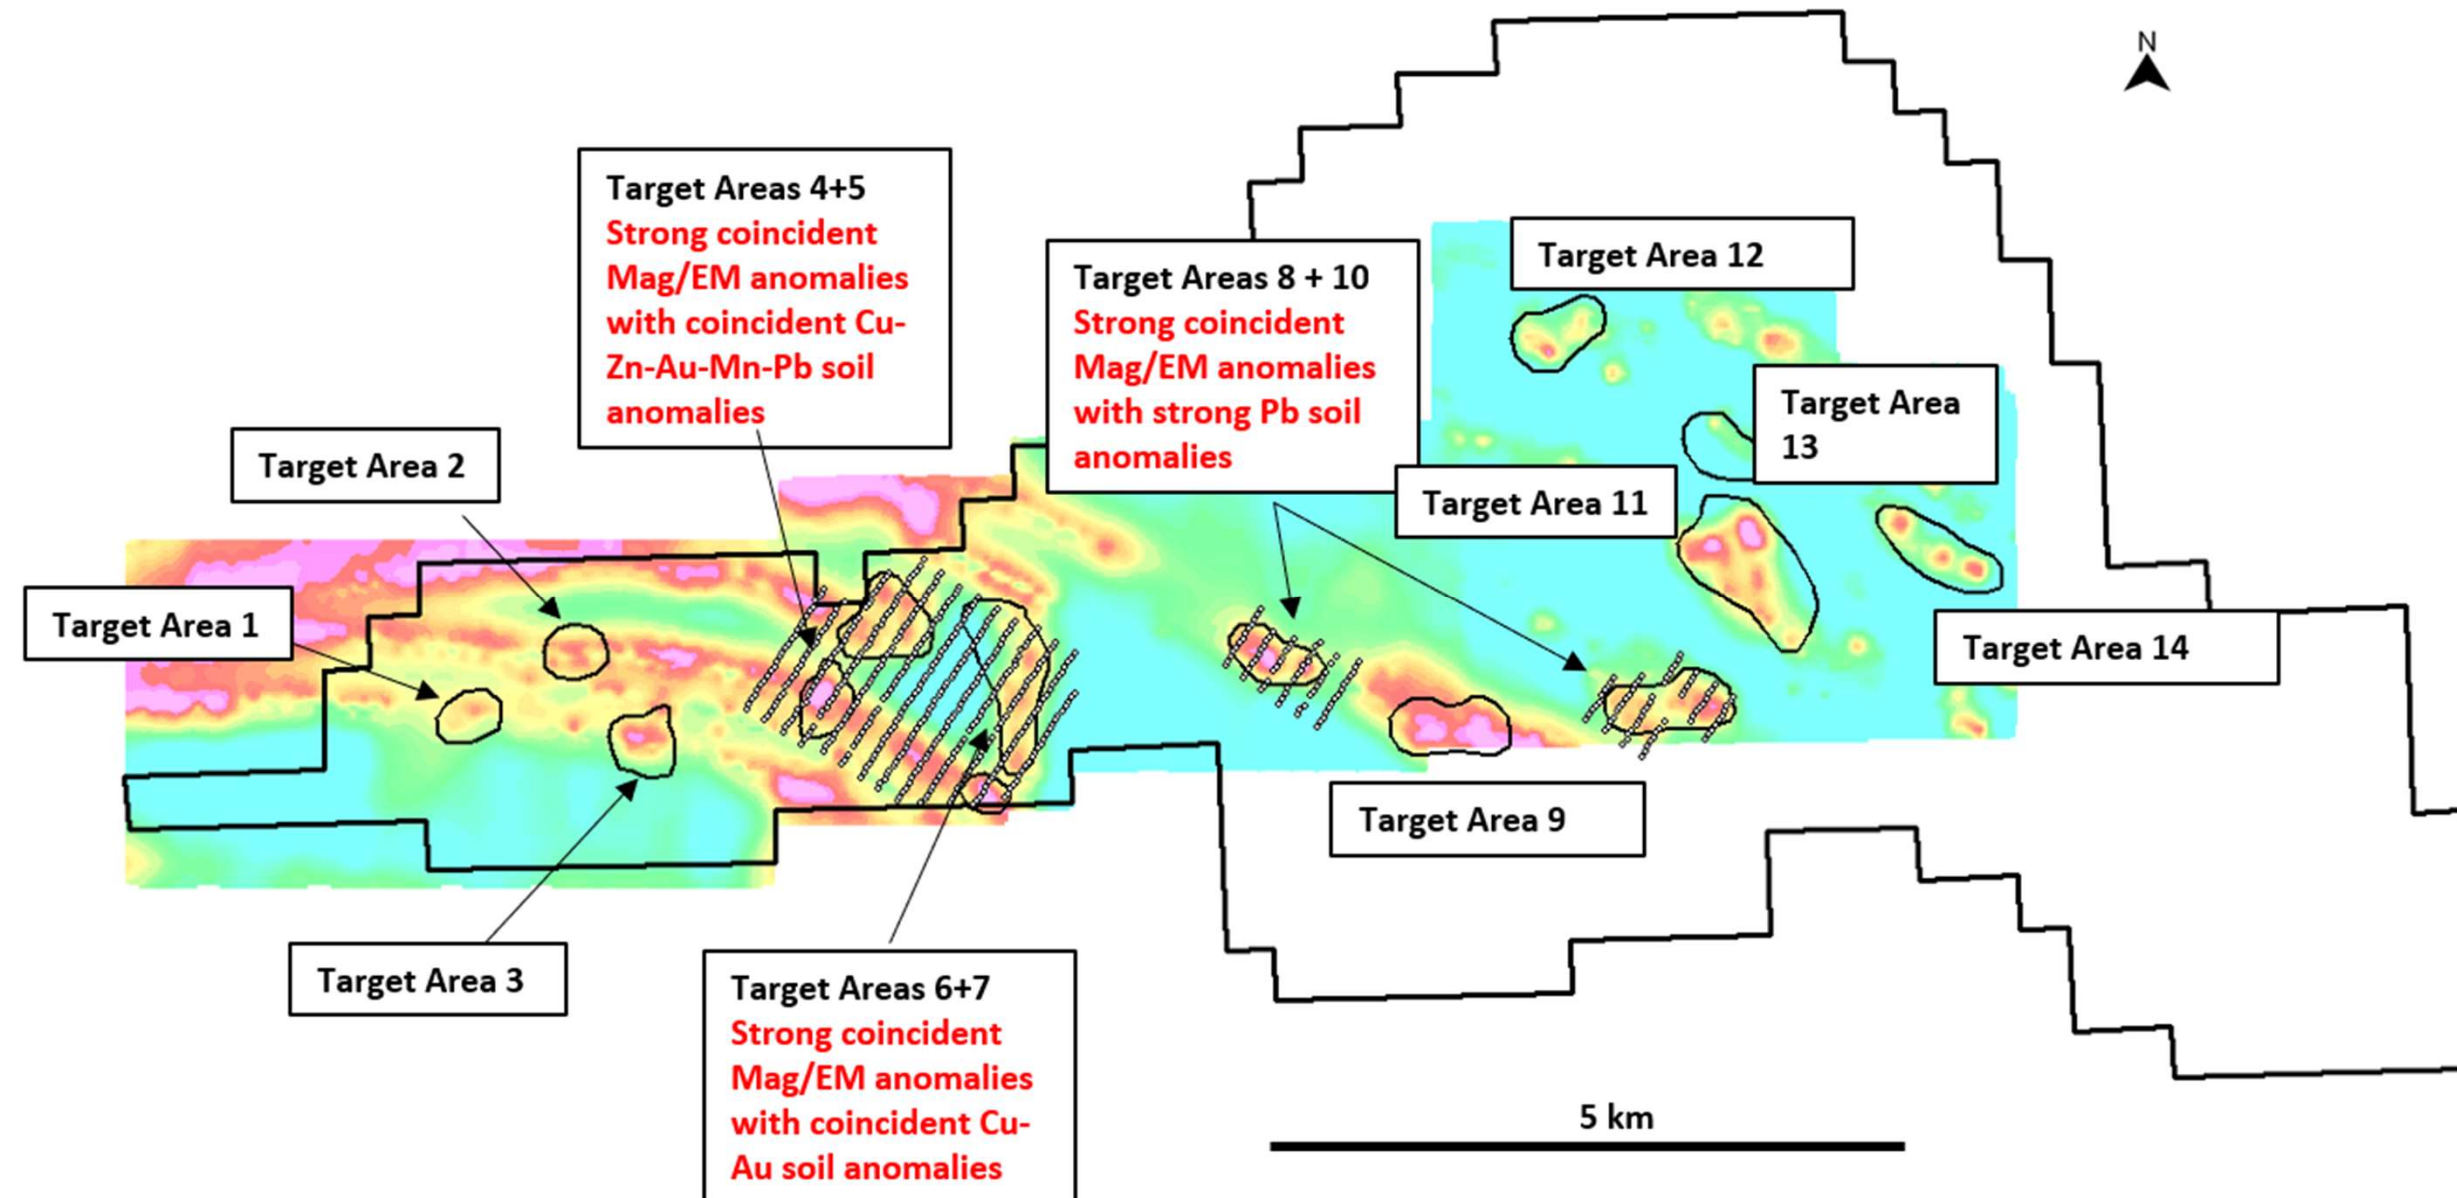 N
Target Areas 4+5
Strong coincident
Mag/EM anomalies
with coincident Cu-
Zn-Au-Mn-Pb soil
anomalies
Target Area 12
Target Areas 8 + 10
Strong coincident
Mag/EM anomalies
with strong Pb soil
anomalies
Target Area
13
Target Area 2
Target Area 11
Target Area 1
Target Area 14
Target Area 9
Target Area 3
Target Areas 6+7
Strong coincident
Mag/EM anomalies
with coincident Cu-
Au soil anomalies
5 km